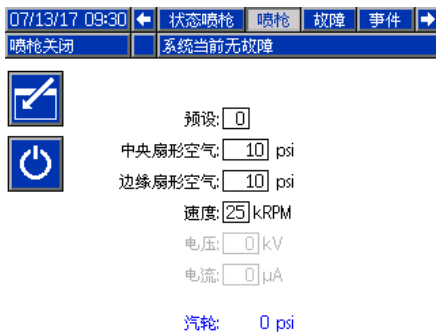 07/13/17 09:30 状态喷枪 喷枪 故障 事件
喷枪关闭 系统当前无故障
预设: 0
中央扇形空气: 10 psi
边缘扇形空气: 10 psi
速度: 25 kRPM
电压: 0 kV
电流: 0 μA
汽轮: 0 psi